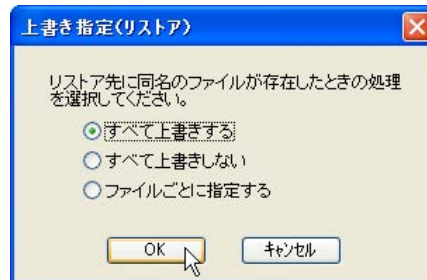 上書き指定(リストア)
リストア先に同名のファイルが存在したときの処理
を選択してください。
すべて上書きする
すべて上書きしない
ファイルごとに指定する
OK キャンセル